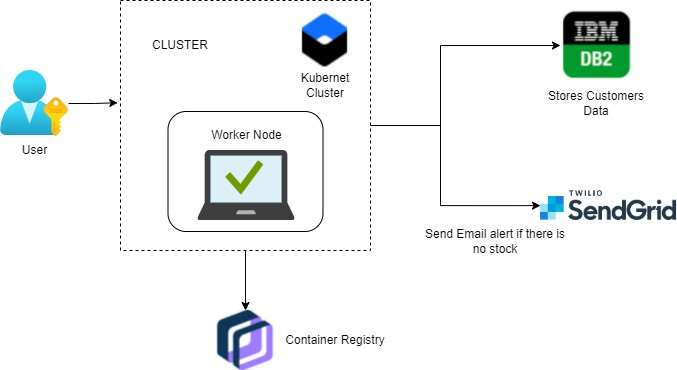 CLUSTER
Kubernet
Cluster
IBM
DB2
Stores Customers
Data
User
Worker Node
TWILIO
SendGrid
Send Email alert if there is
no stock
Container Registry